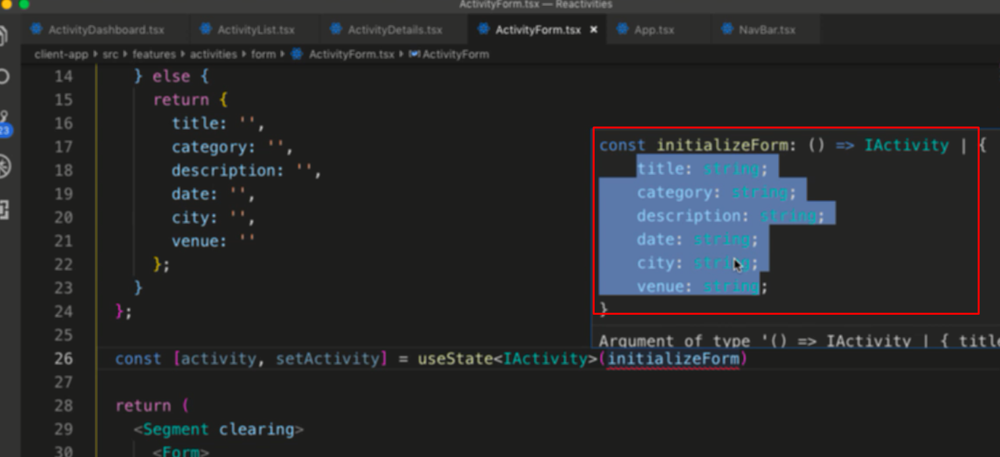 ActivityForm.tsx — Reactivities
ActivityDashboard.tsx ActivityList.tsx ActivityDetails.tsx ActivityForm.tsx × App.tsx NavBar.tsx
client-app › src › features › activities › form › ActivityForm.tsx › ActivityForm
23
14 } else {
15 return {
16 title: '',
17 category: '',
18 description: '',
19 date: '',
20 city: '',
21 venue: ''
22 };
23 }
24 };
25
26 const [activity, setActivity] = useState<IActivity>(initializeForm)
27
28 return (
29 <Segment clearing>
30 <Form>
const initializeForm: () => IActivity | {
title: string;
category: string;
description: string;
date: string;
city: string;
venue: string;
}
Argument of type '() => IActivity | { title